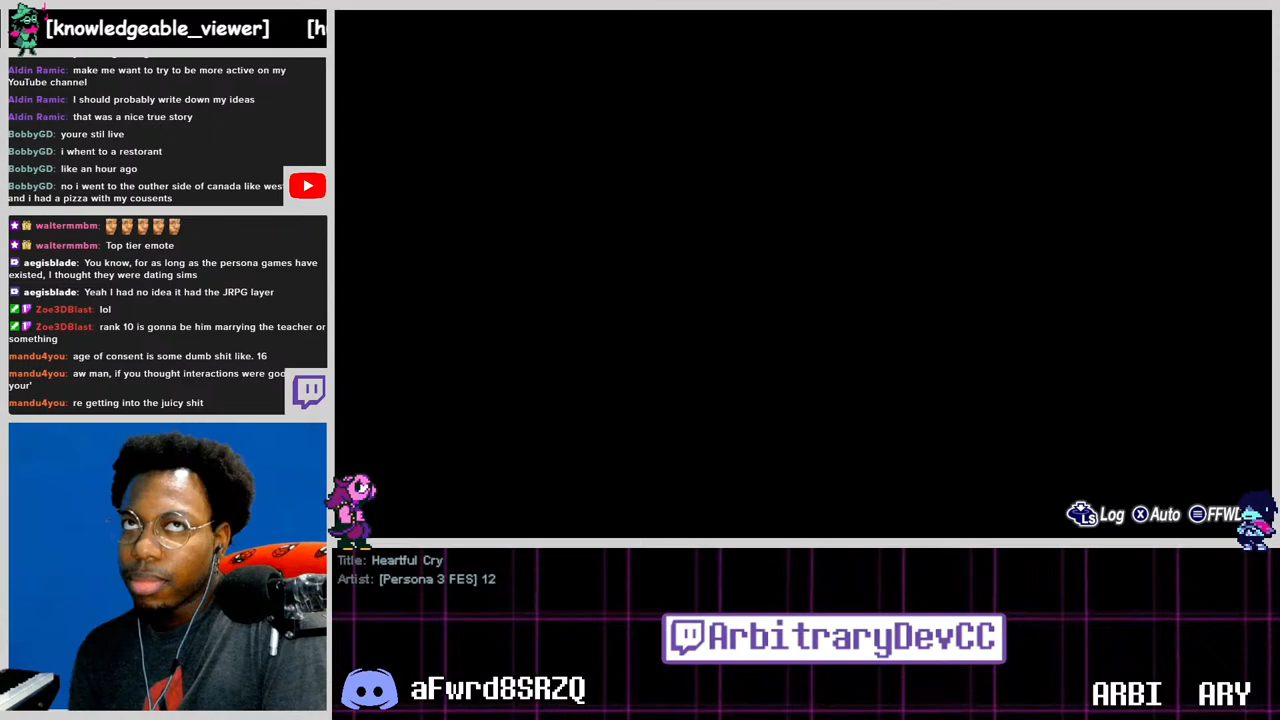 [knowledgeable_viewer] [h
Aldin Ramic: make me want to try to be more active on my
YouTube channel
Aldin Ramic: I should probably write down my ideas
Aldin Ramic: that was a nice true story
BobbyGD: youre stil live
BobbyGD: i whent to a restorant
BobbyGD: like an hour ago
BobbyGD: no i went to the outher side of canada like wes
and i had a pizza with my cousents
waltermmbm:
waltermmbm: Top tier emote
aegisblade: You know, for as long as the persona games have
existed, I thought they were dating sims
aegisblade: Yeah I had no idea it had the JRPG layer
Zoe3DBlast: lol
Zoe3DBlast: rank 10 is gonna be him marrying the teacher or
something
mandu4you: age of consent is some dumb shit like. 16
mandu4you: aw man, if you thought interactions were goo
your'
mandu4you: re getting into the juicy shit
LS Log X Auto FFWD
Title: Heartful Cry
Artist: [Persona 3 FES] 12
ArbitraryDevCC
aFwrd8SRZQ
ARBI ARY